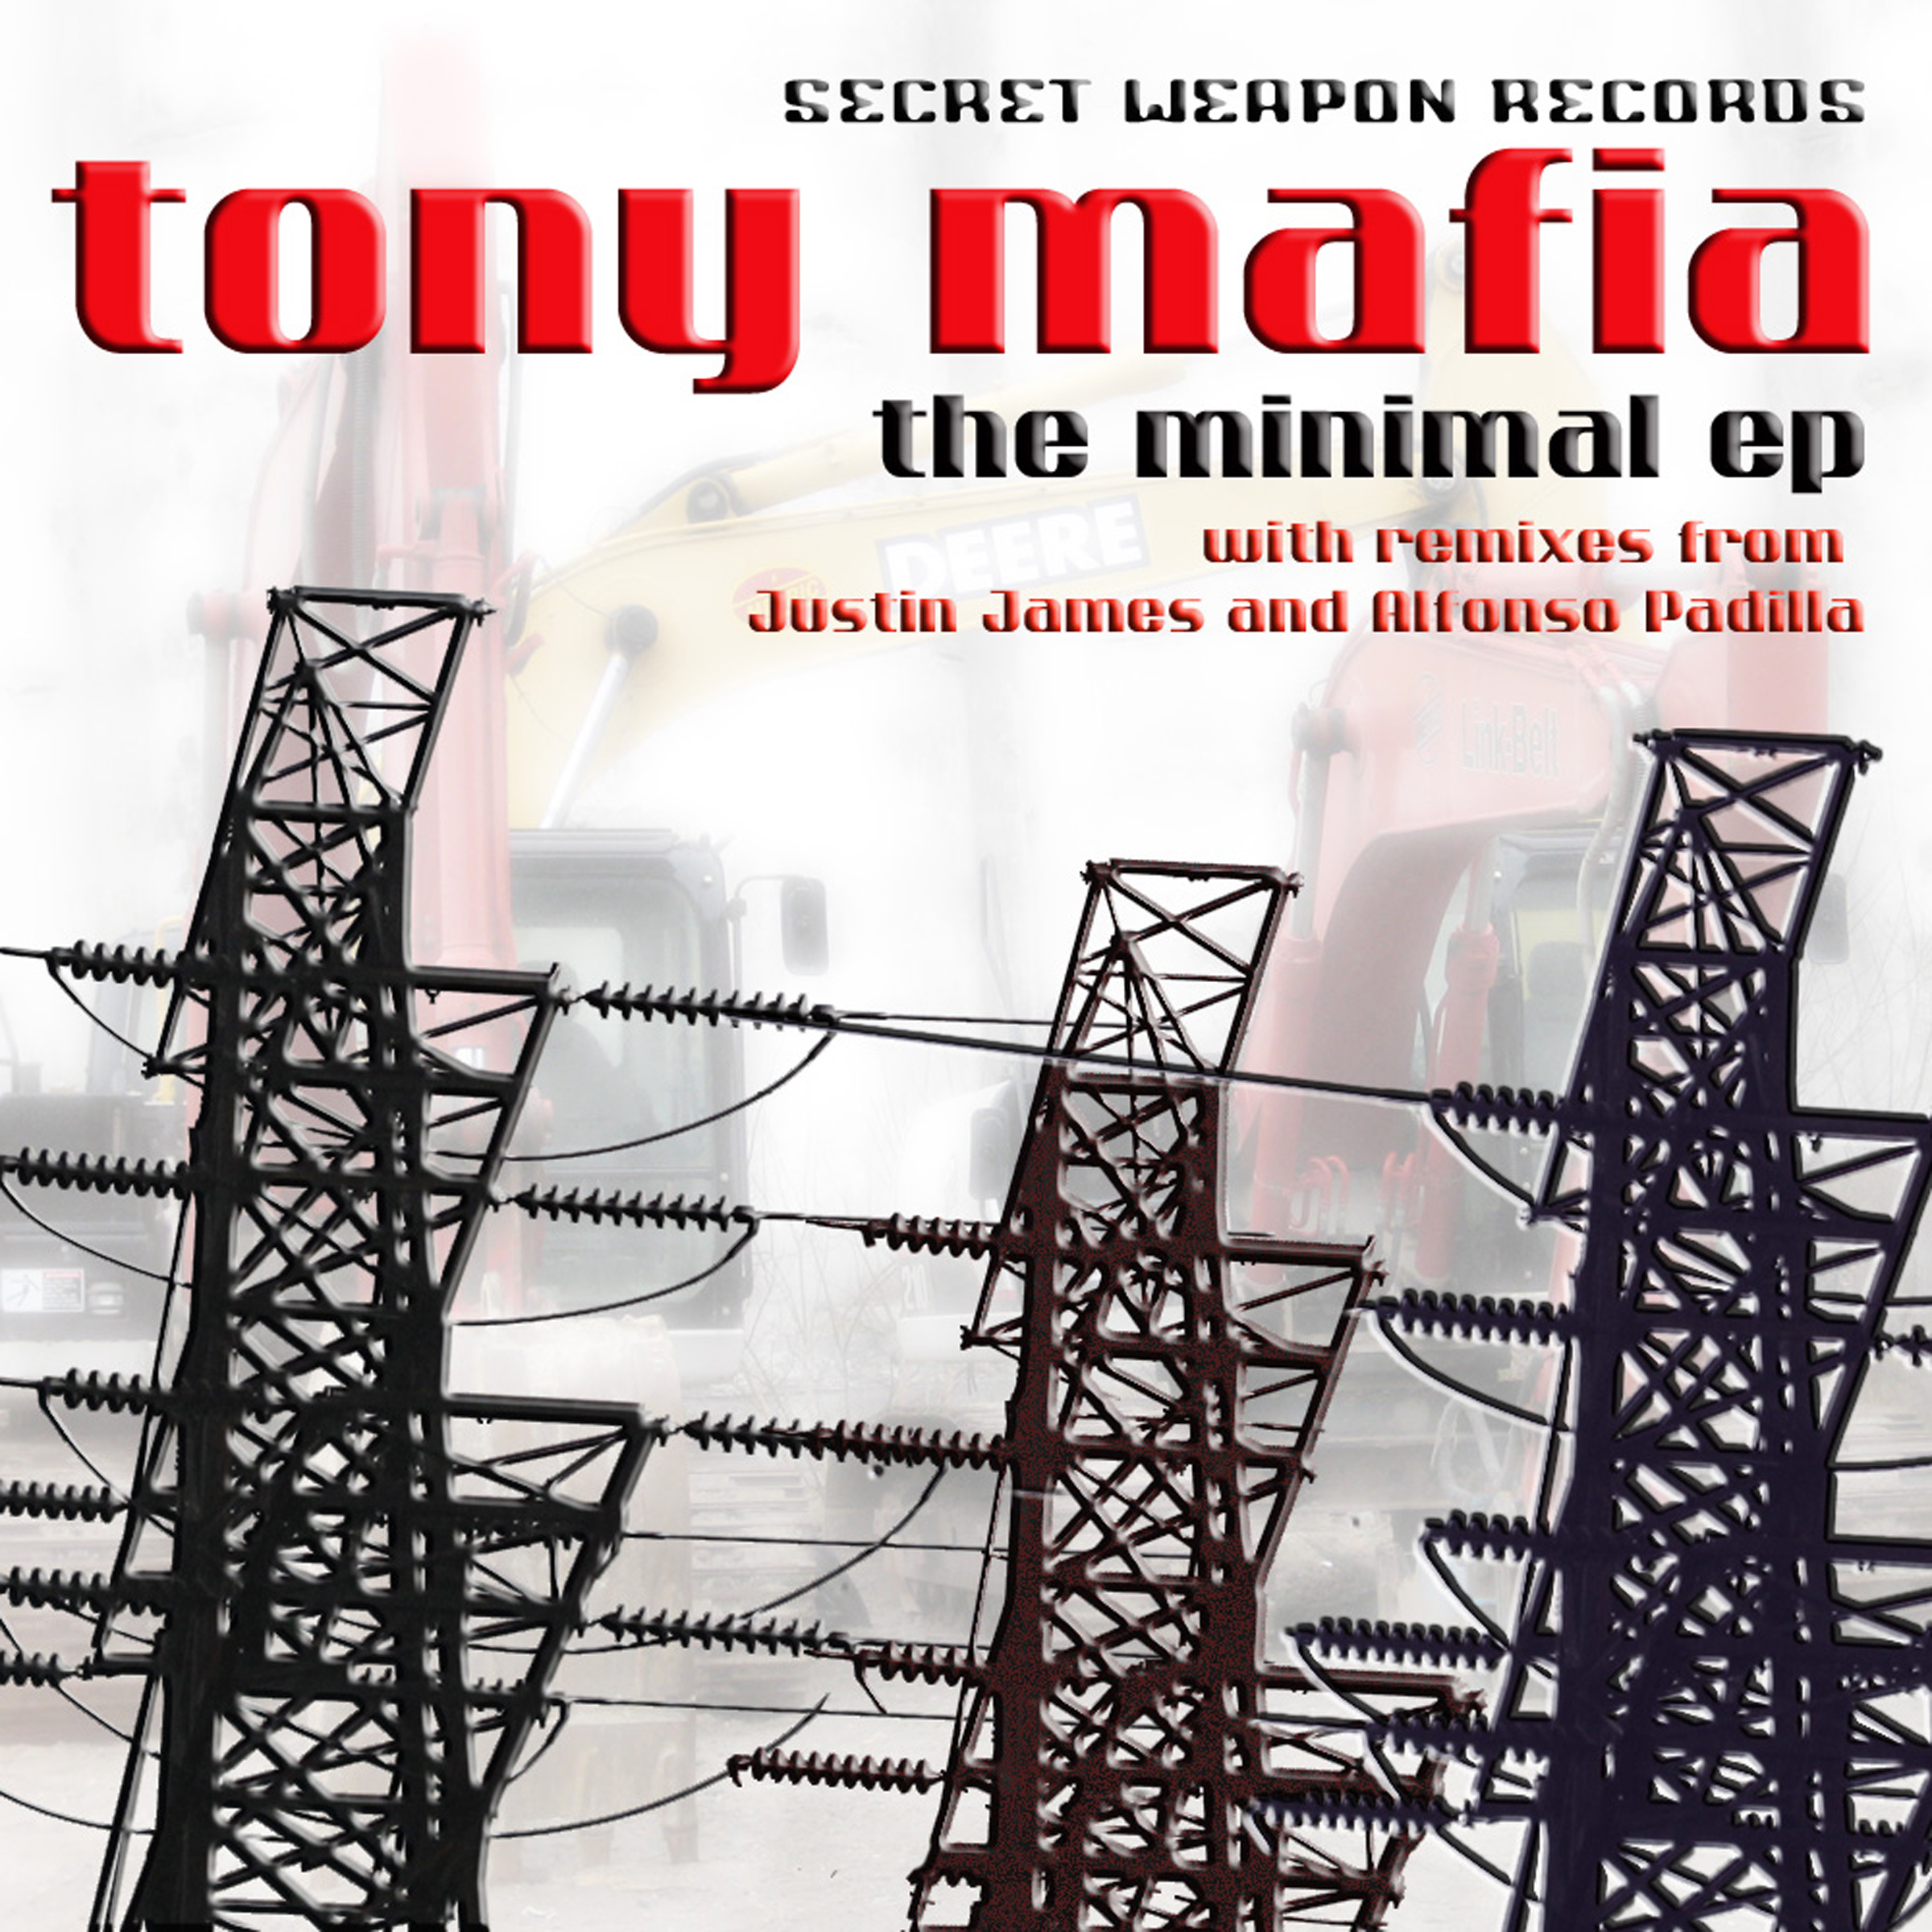 SECRET WEAPON RECORDS
tony mafia
the minimal ep
with remixes from
Justin James and Alfonso Padilla
DEERE
Link-Belt